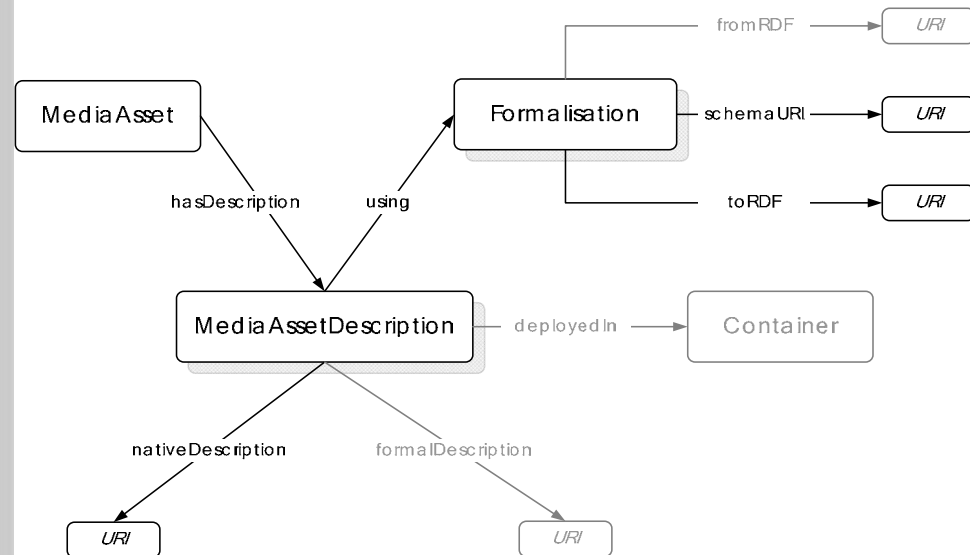 fromRDF
URI
MediaAsset
Formalisation
schemaURI
URI
hasDescription
using
toRDF
URI
MediaAssetDescription
deployedIn
Container
nativeDescription
formalDescription
URI
URI